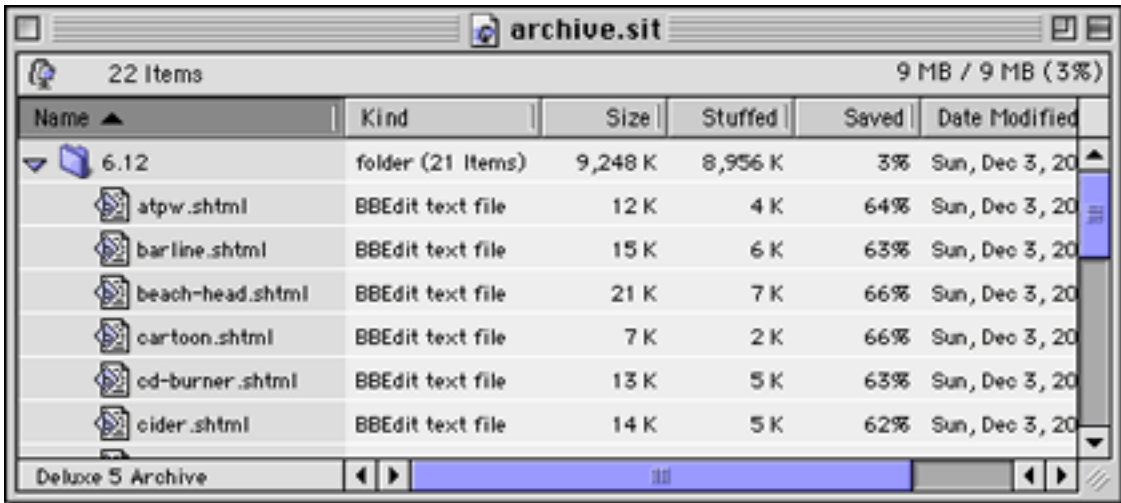 archive.sit
22 Items 9 MB / 9 MB (3%)
Name Kind Size Stuffed Saved Date Modified
6.12 folder (21 Items) 9,248 K 8,956 K 3% Sun, Dec 3, 20
atpw.shtml BBEdit text file 12 K 4 K 64% Sun, Dec 3, 20
barline.shtml BBEdit text file 15 K 6 K 63% Sun, Dec 3, 20
beach-head.shtml BBEdit text file 21 K 7 K 66% Sun, Dec 3, 20
cartoon.shtml BBEdit text file 7 K 2 K 66% Sun, Dec 3, 20
cd-burner.shtml BBEdit text file 13 K 5 K 63% Sun, Dec 3, 20
cider.shtml BBEdit text file 14 K 5 K 62% Sun, Dec 3, 20
Deluxe 5 Archive